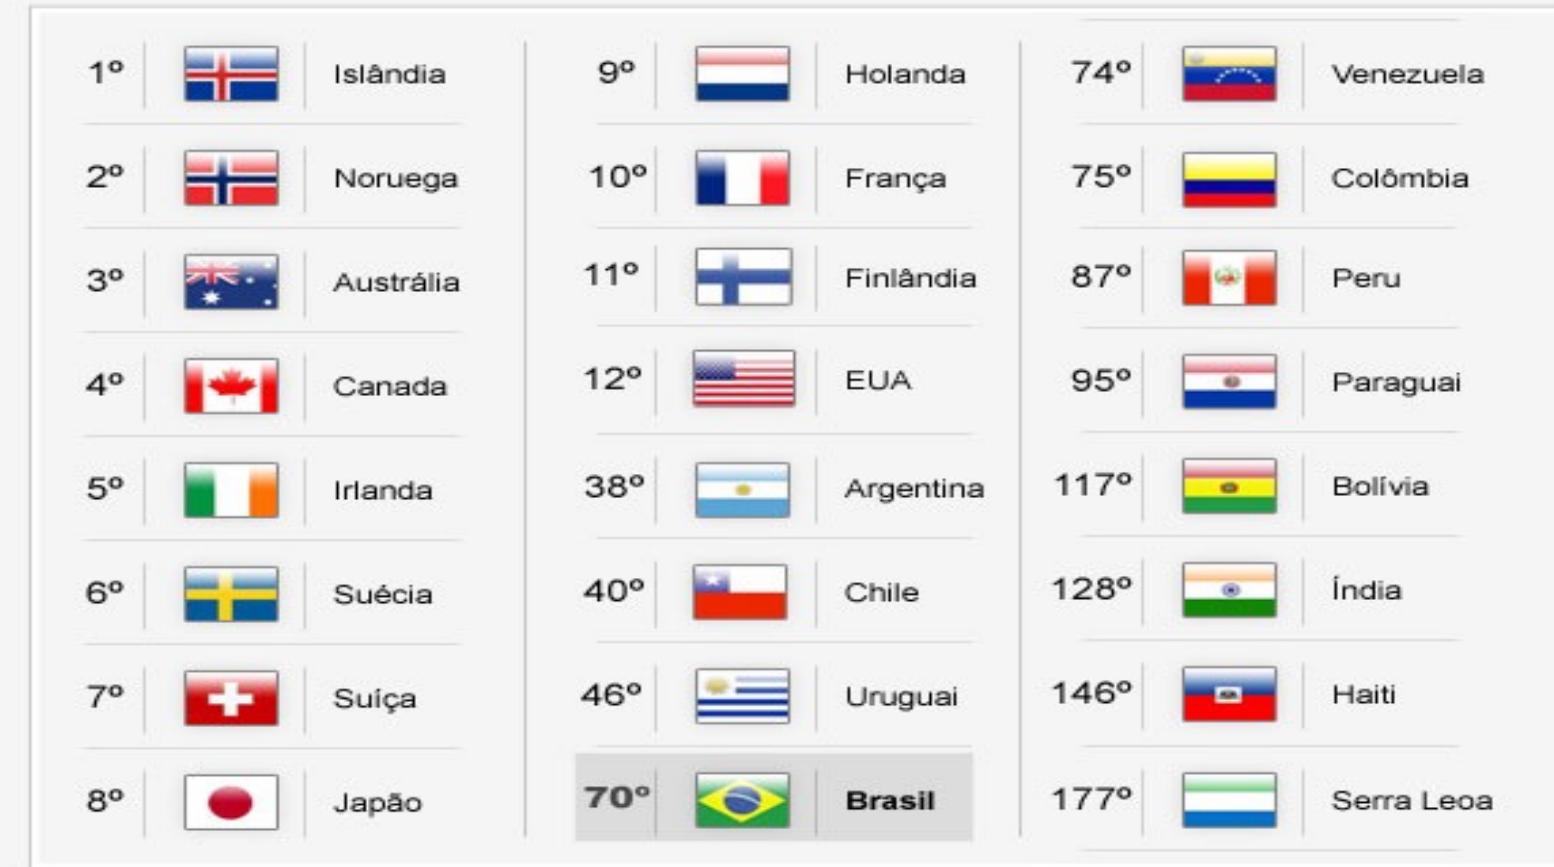 1º Islândia
2º Noruega
3º Austrália
4º Canada
5º Irlanda
6º Suécia
7º Suíça
8º Japão
9º Holanda
10º França
11º Finlândia
12º EUA
38º Argentina
40º Chile
46º Uruguai
70º Brasil
74º Venezuela
75º Colômbia
87º Peru
95º Paraguai
117º Bolívia
128º Índia
146º Haiti
177º Serra Leoa